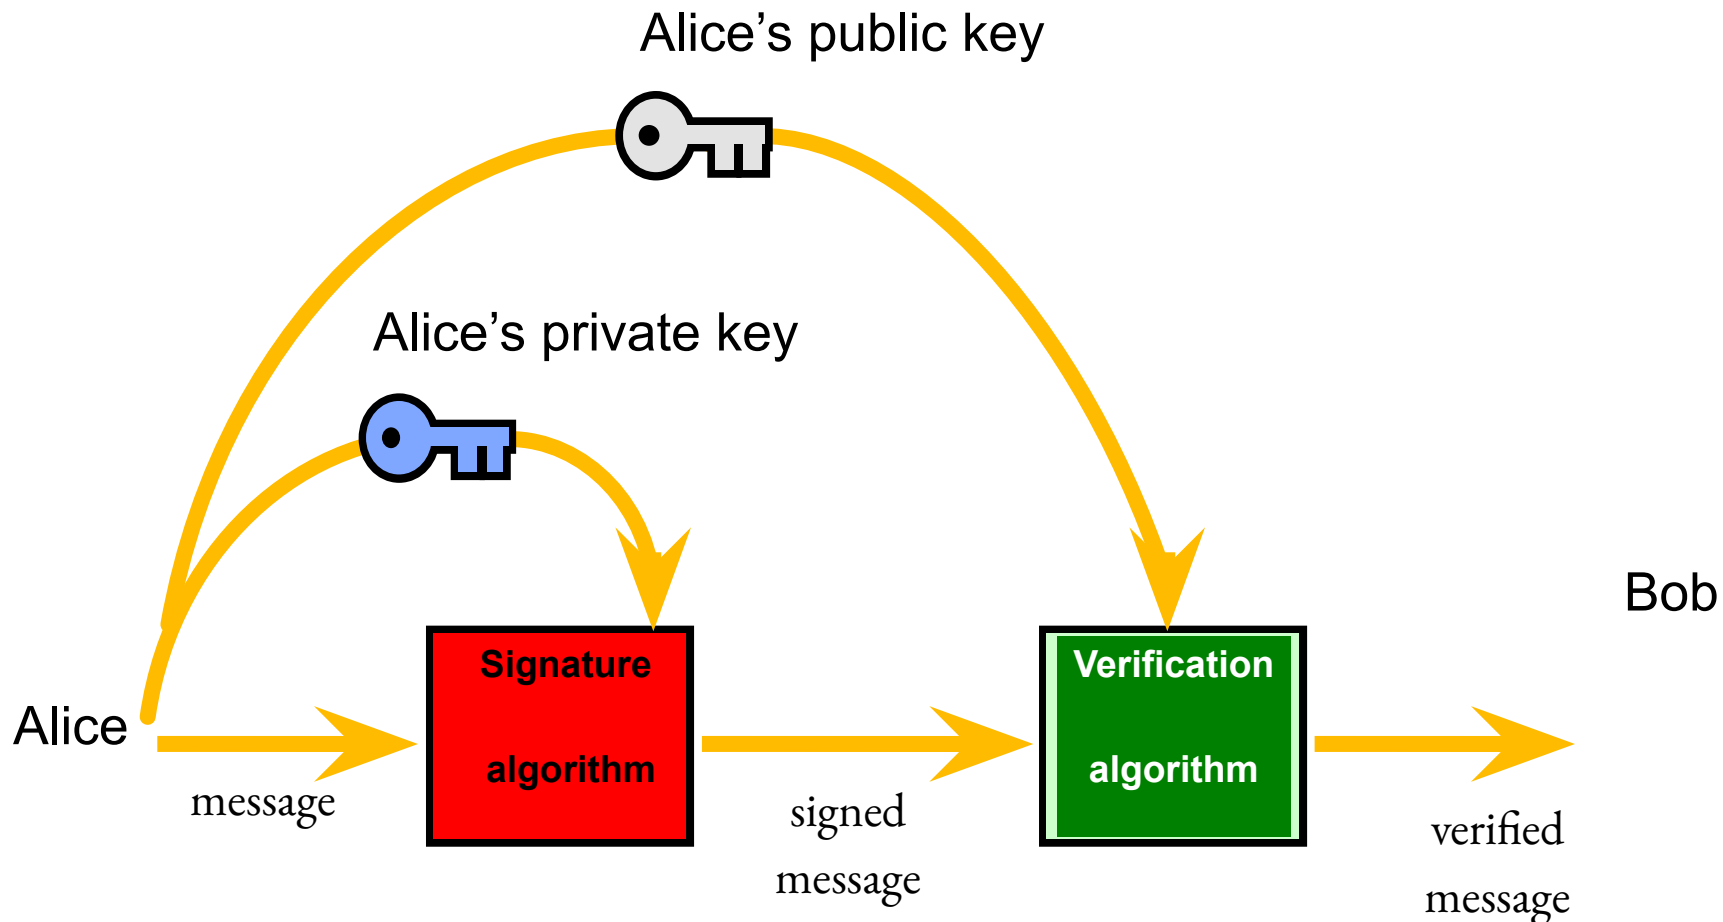 Alice’s public key
Alice’s private key
Bob
Signature
algorithm
Verification
algorithm
Alice
message
signed
message
verified
message